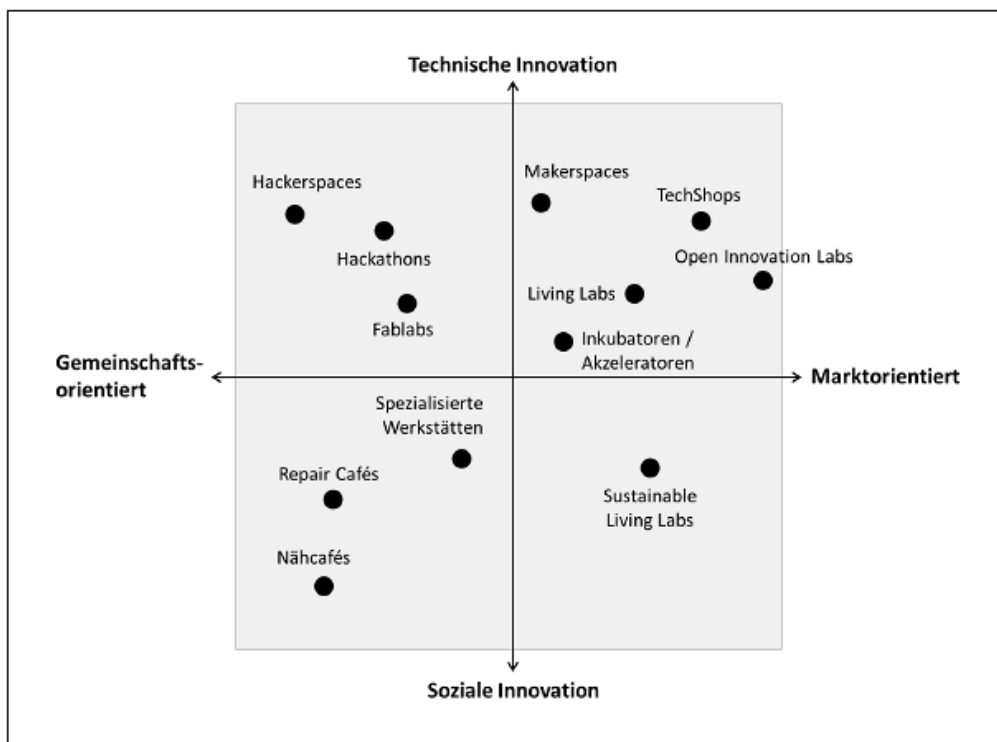 Technische Innovation
Makerspaces
Hackerspaces
TechShops
Hackathons
Open Innovation Labs
Living Labs
Fablabs
Inkubatoren /
Akzeleratoren
Gemeinschafts-
orientiert
Marktorientiert
Spezialisierte
Werkstätten
Repair Cafés
Sustainable
Living Labs
Nähcafés
Soziale Innovation